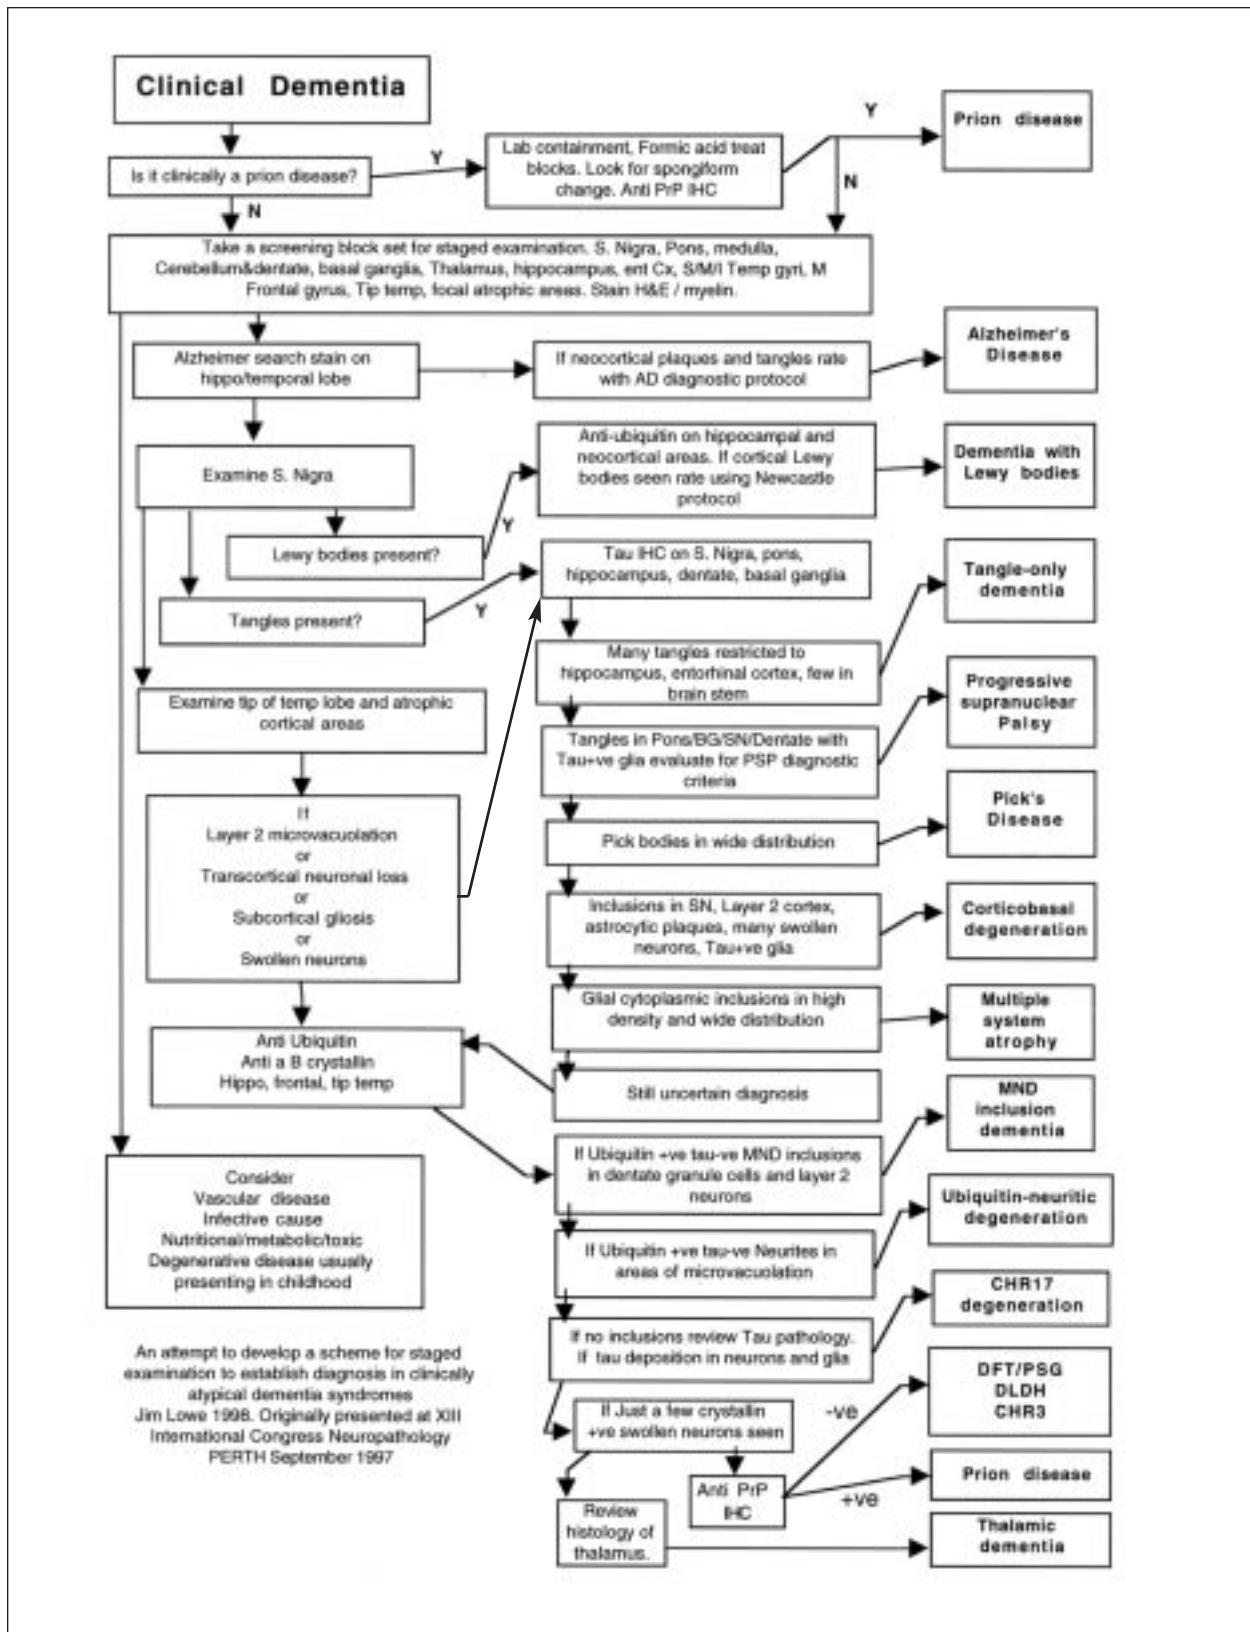 Clinical Dementia
Is it clinically a prion disease?
Y
Lab containment, Formic acid treat
blocks. Look for spongiform
change. Anti PrP IHC
Y
Prion disease
N
N
Take a screening block set for staged examination. S. Nigra, Pons, medulla,
Cerebellum&dentate, basal ganglia, Thalamus, hippocampus, ent Cx, S/M/I Temp gyri, M
Frontal gyrus, Tip temp, focal atrophic areas. Stain H&E / myelin.
Alzheimer search stain on
hippo/temporal lobe
If neocortical plaques and tangles rate
with AD diagnostic protocol
Alzheimer's
Disease
Examine S. Nigra
Anti-ubiquitin on hippocampal and
neocortical areas. If cortical Lewy
bodies seen rate using Newcastle
protocol
Dementia with
Lewy bodies
Lewy bodies present?
Y
Tangles present?
Y
Tau IHC on S. Nigra, pons,
hippocampus, dentate, basal ganglia
Tangle-only
dementia
Many tangles restricted to
hippocampus, entorhinal cortex, few in
brain stem
Examine tip of temp lobe and atrophic
cortical areas
Progressive
supranuclear
Palsy
Tangles in Pons/BG/SN/Dentate with
Tau+ve glia evaluate for PSP diagnostic
criteria
If
Layer 2 microvacuolation
or
Transcortical neuronal loss
or
Subcortical gliosis
or
Swollen neurons
Pick bodies in wide distribution
Pick's
Disease
Inclusions in SN, Layer 2 cortex,
astrocytic plaques, many swollen
neurons, Tau+ve glia
Corticobasal
degeneration
Glial cytoplasmic inclusions in high
density and wide distribution
Multiple
system
atrophy
Anti Ubiquitin
Anti a B crystallin
Hippo, frontal, tip temp
Still uncertain diagnosis
MND
inclusion
dementia
If Ubiquitin +ve tau-ve MND inclusions
in dentate granule cells and layer 2
neurons
Consider
Vascular disease
Infective cause
Nutritional/metabolic/toxic
Degenerative disease usually
presenting in childhood
Ubiquitin-neuritic
degeneration
If Ubiquitin +ve tau-ve Neurites in
areas of microvacuolation
CHR17
degeneration
If no inclusions review Tau pathology.
If tau deposition in neurons and glia
An attempt to develop a scheme for staged
examination to establish diagnosis in clinically
atypical dementia syndromes
Jim Lowe 1998. Originally presented at XIII
International Congress Neuropathology
PERTH September 1997
DFT/PSG
DLDH
CHR3
If Just a few crystallin
+ve swollen neurons seen
-ve
Anti PrP
IHC
+ve
Prion disease
Review
histology of
thalamus.
Thalamic
dementia